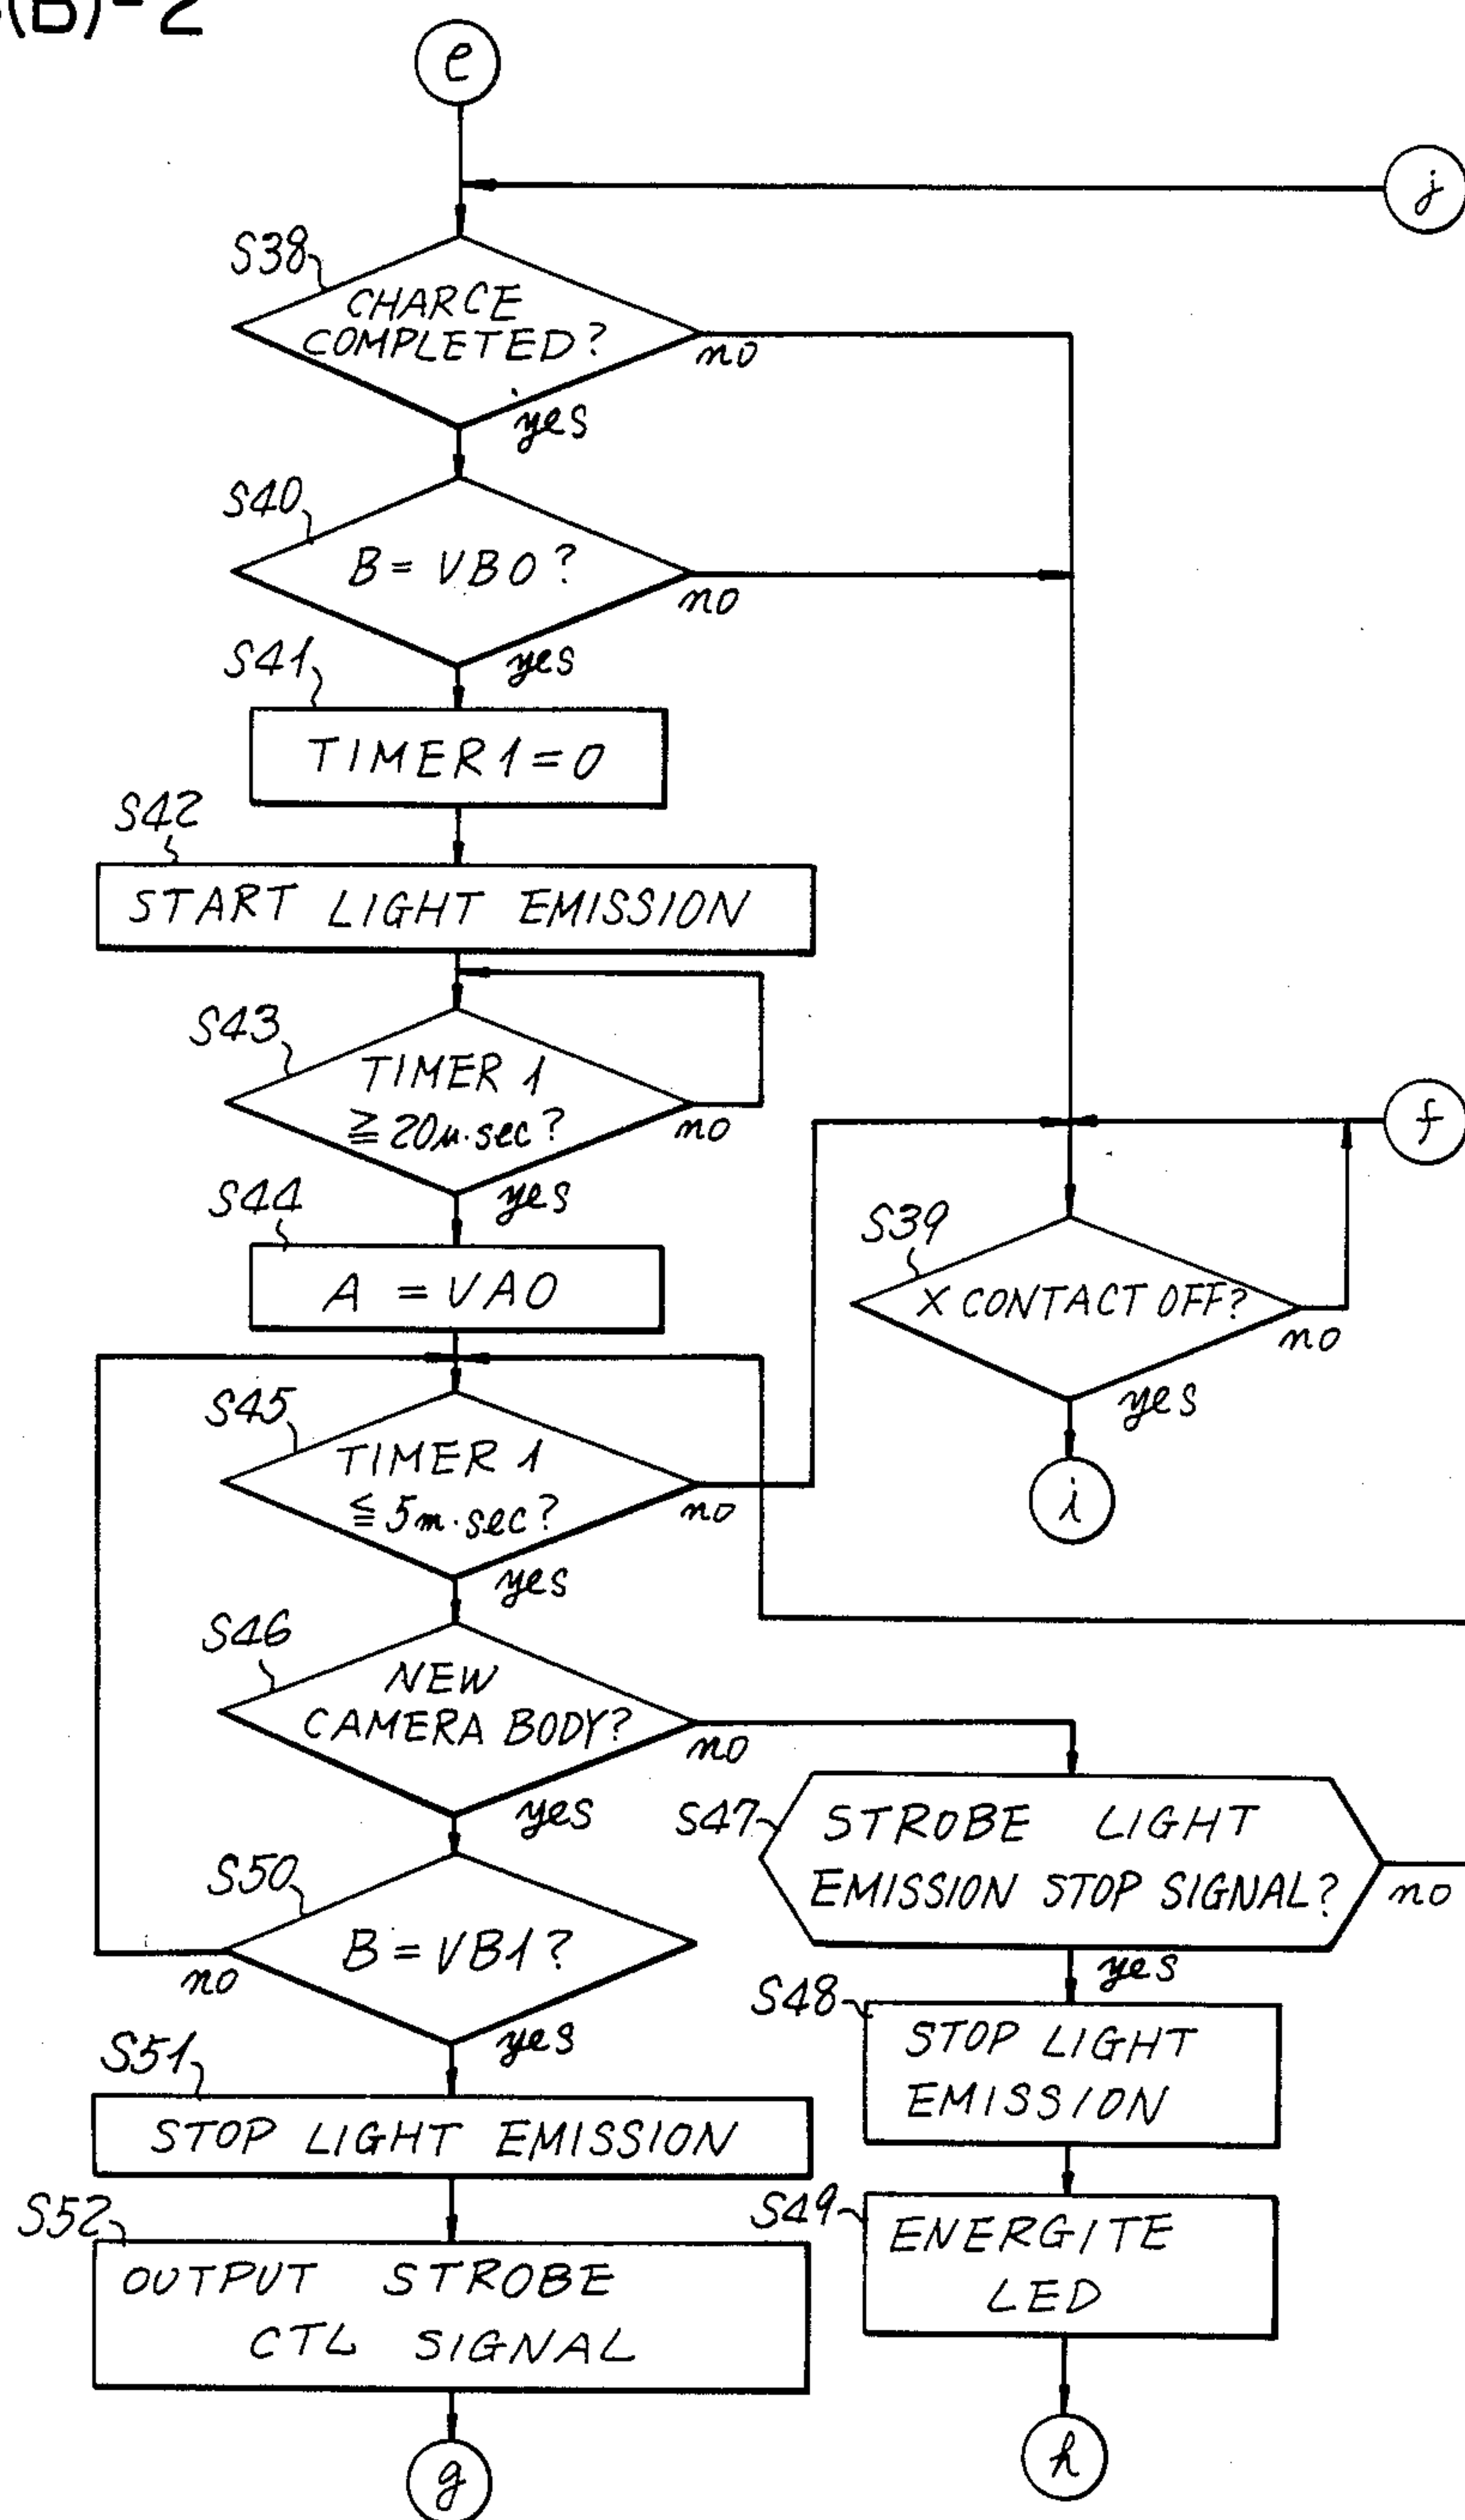 (B)-2
e
j
S38
CHARCE
COMPLETED?
no
yes
S40
B = VB0?
no
yes
S41
TIMER1=0
S42
START LIGHT EMISSION
S43
TIMER 1
≧ 20μ·sec?
no
yes
S44
A = VA0
f
S39
X CONTACT OFF?
no
yes
i
S45
TIMER 1
≦ 5m·sec?
no
yes
S46
NEW
CAMERA BODY?
no
yes
S47
STROBE LIGHT
EMISSION STOP SIGNAL?
no
yes
S50
B = VB1?
no
yes
S48
STOP LIGHT
EMISSION
S51
STOP LIGHT EMISSION
S49
ENERGITE
LED
S52
OUTPUT STROBE
CTL SIGNAL
h
g